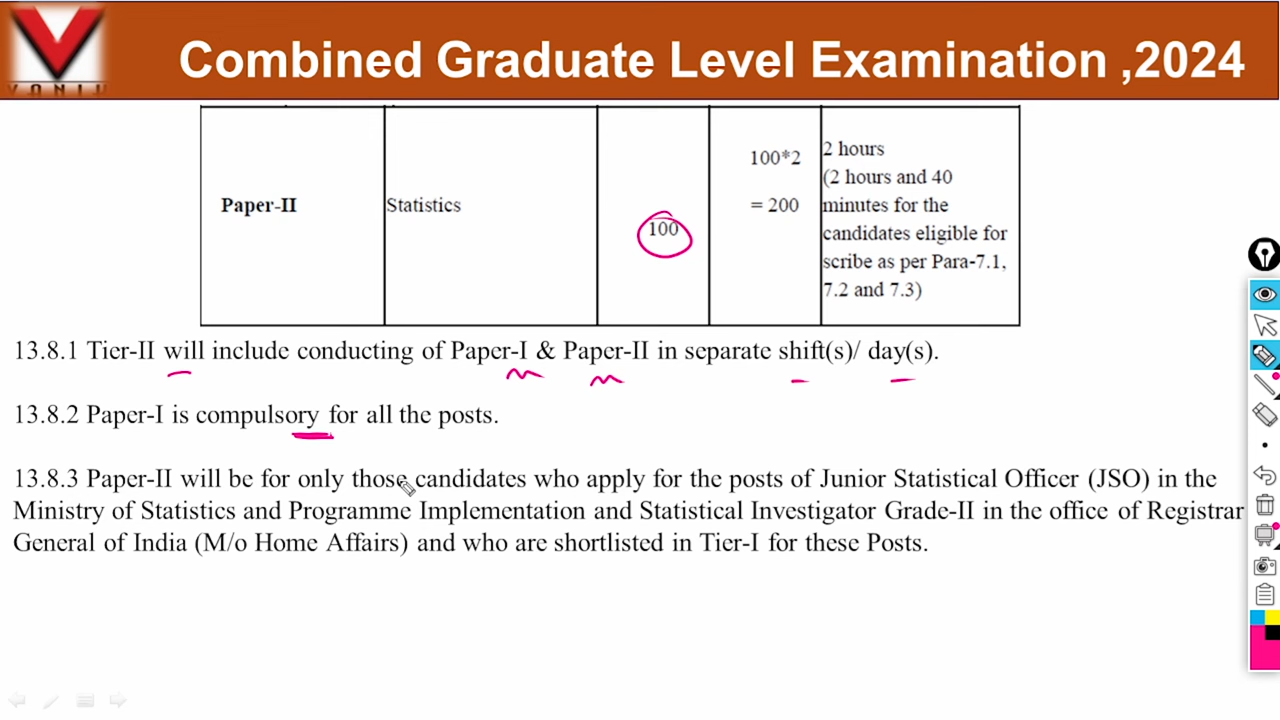 VANIJ
Combined Graduate Level Examination ,2024
Paper-II
Statistics
100
100*2
= 200
2 hours
(2 hours and 40
minutes for the
candidates eligible for
scribe as per Para-7.1,
7.2 and 7.3)
13.8.1 Tier-II will include conducting of Paper-I & Paper-II in separate shift(s)/ day(s).
13.8.2 Paper-I is compulsory for all the posts.
13.8.3 Paper-II will be for only those candidates who apply for the posts of Junior Statistical Officer (JSO) in the
Ministry of Statistics and Programme Implementation and Statistical Investigator Grade-II in the office of Registrar
General of India (M/o Home Affairs) and who are shortlisted in Tier-I for these Posts.